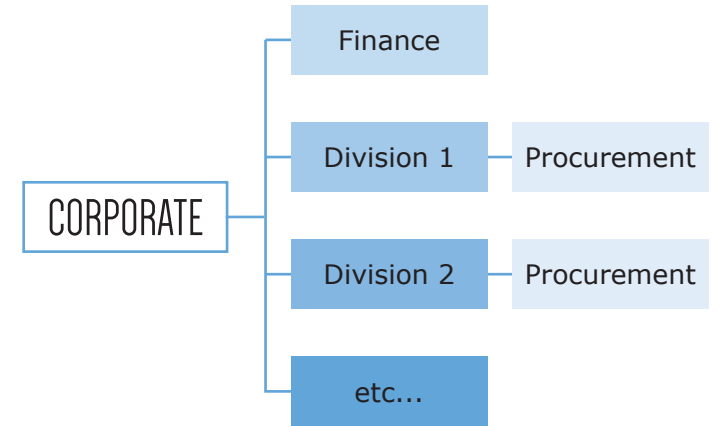 Finance
Division 1
Procurement
CORPORATE
Division 2
Procurement
etc...